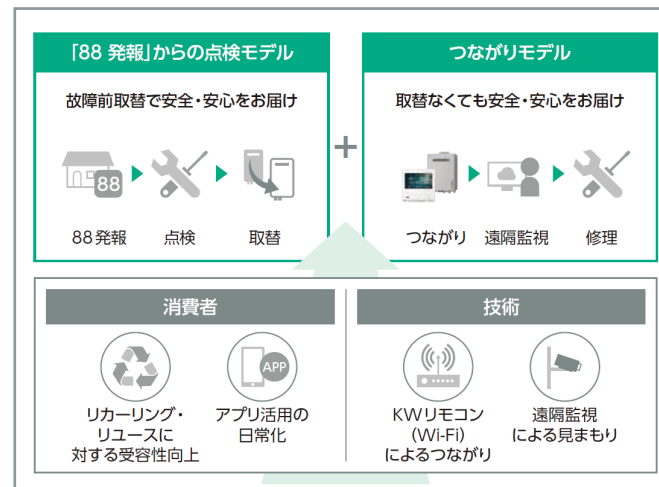 「88 発報」からの点検モデル
故障前取替で安全・安心をお届け
88
88発報
点検
取替
+
つながりモデル
取替なくても安全・安心をお届け
つながり
遠隔監視
修理
消費者
APP
リカーリング・
リユースに
対する受容性向上
アプリ活用の
日常化
技術
KWリモコン
(Wi-Fi)
によるつながり
遠隔監視
による見まもり